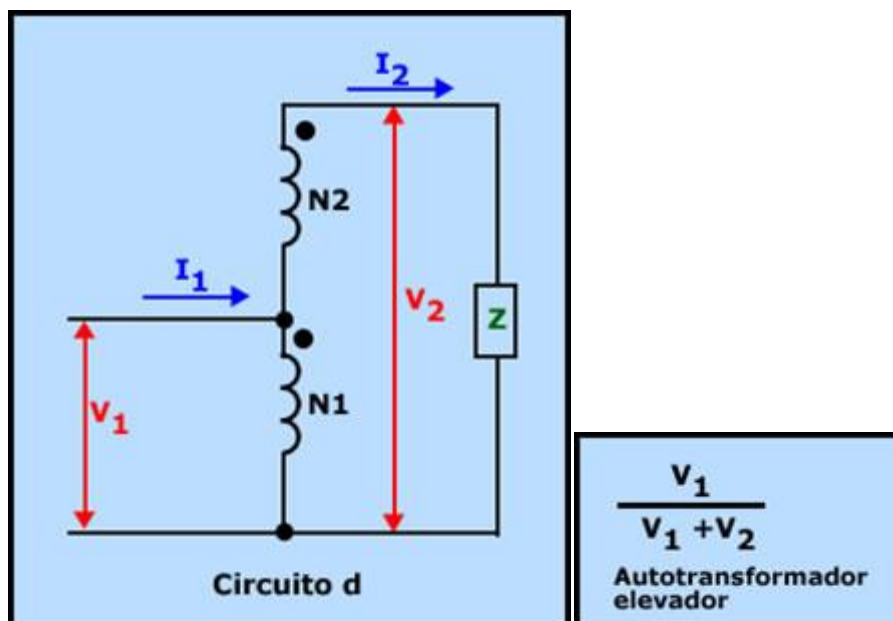 I₂
N2
I₁
V₂
Z
V₁
N1
Circuito d
V₁
V₁ +V₂
Autotransformador
elevador